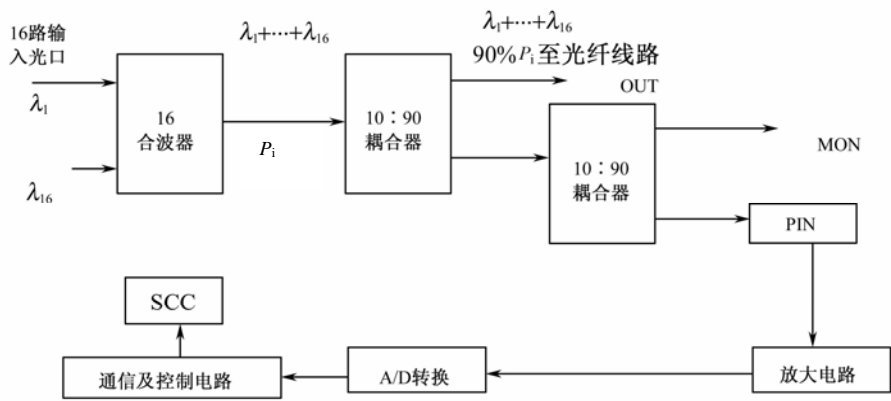 16路输
入光口
λ1
λ16
16
合波器
λ1+…+λ16
Pi
10∶90
耦合器
λ1+…+λ16
90%Pi至光纤线路
OUT
10∶90
耦合器
MON
PIN
放大电路
A/D转换
通信及控制电路
SCC